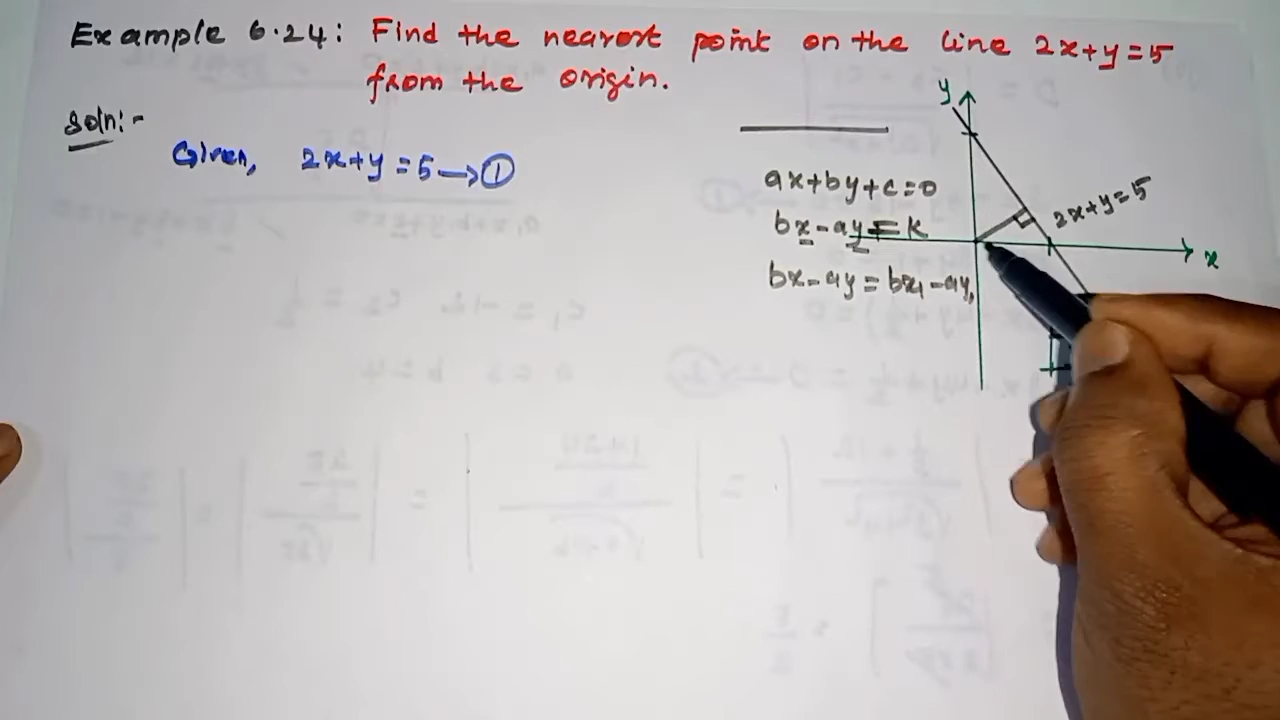 Example 6.24: Find the nearest point on the line 2x+y=5
from the origin.
Soln:-
Given, 2x+y=5→①
ax+by+c=0
bx-ay=k
bx-ay=bx₁-ay₁
y
2x+y=5
x